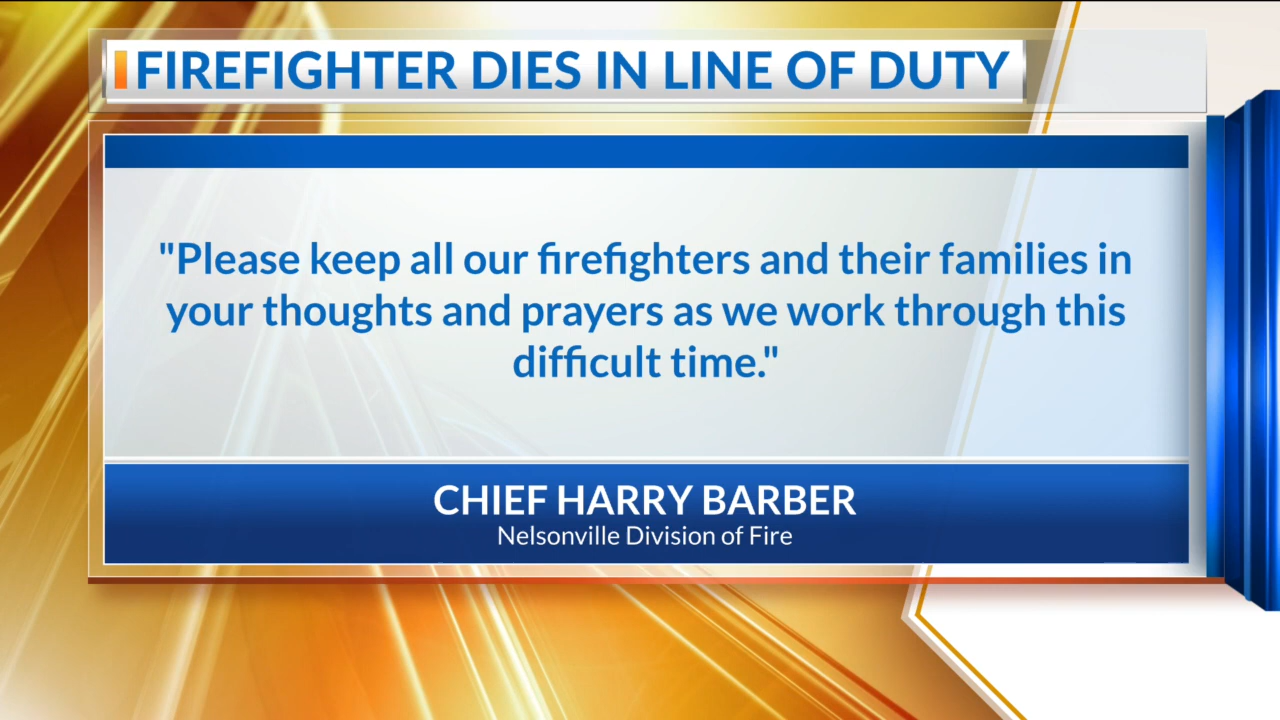 FIREFIGHTER DIES IN LINE OF DUTY
"Please keep all our firefighters and their families in
your thoughts and prayers as we work through this
difficult time."
CHIEF HARRY BARBER
Nelsonville Division of Fire